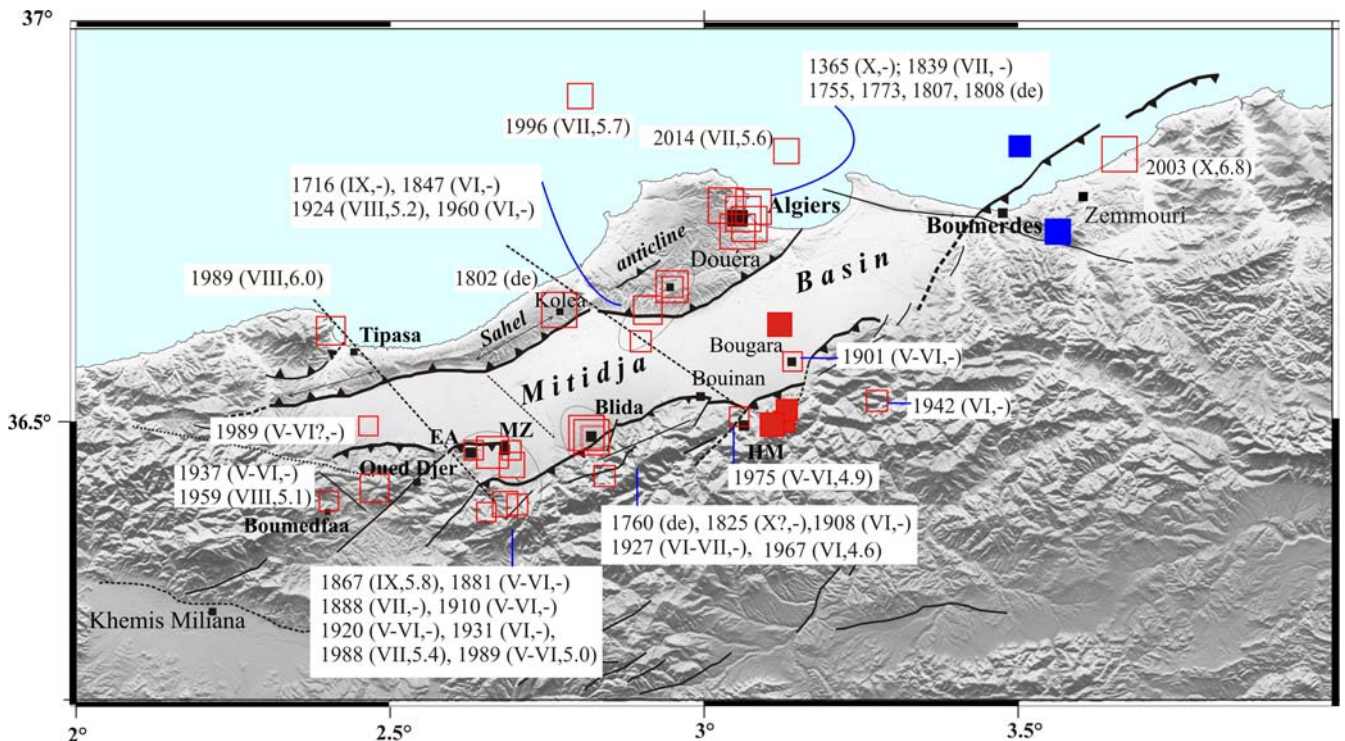 37°
1365 (X,-); 1839 (VII, -)
1755, 1773, 1807, 1808 (de)
1996 (VII,5.7)
2014 (VII,5.6)
2003 (X,6.8)
1716 (IX,-), 1847 (VI,-)
1924 (VIII,5.2), 1960 (VI,-)
Algiers
Zemmouri
Boumerdes
anticline
Douéra
Basin
1989 (VIII,6.0)
1802 (de)
Koléa
Sahel
Tipasa
Bougara
1901 (V-VI,-)
Mitidja
Bouinan
1942 (VI,-)
36.5°
Blida
1989 (V-VI?,-)
EA
MZ
HM
Oued Djer
1937 (V-VI,-)
1959 (VIII,5.1)
1975 (V-VI,4.9)
Boumedfaa
1760 (de), 1825 (X?,-),1908 (VI,-)
1927 (VI-VII,-), 1967 (VI,4.6)
1867 (IX,5.8), 1881 (V-VI,-)
1888 (VII,-), 1910 (V-VI,-)
1920 (V-VI,-), 1931 (VI,-),
1988 (VII,5.4), 1989 (V-VI,5.0)
Khemis Miliana
2°
2.5°
3°
3.5°